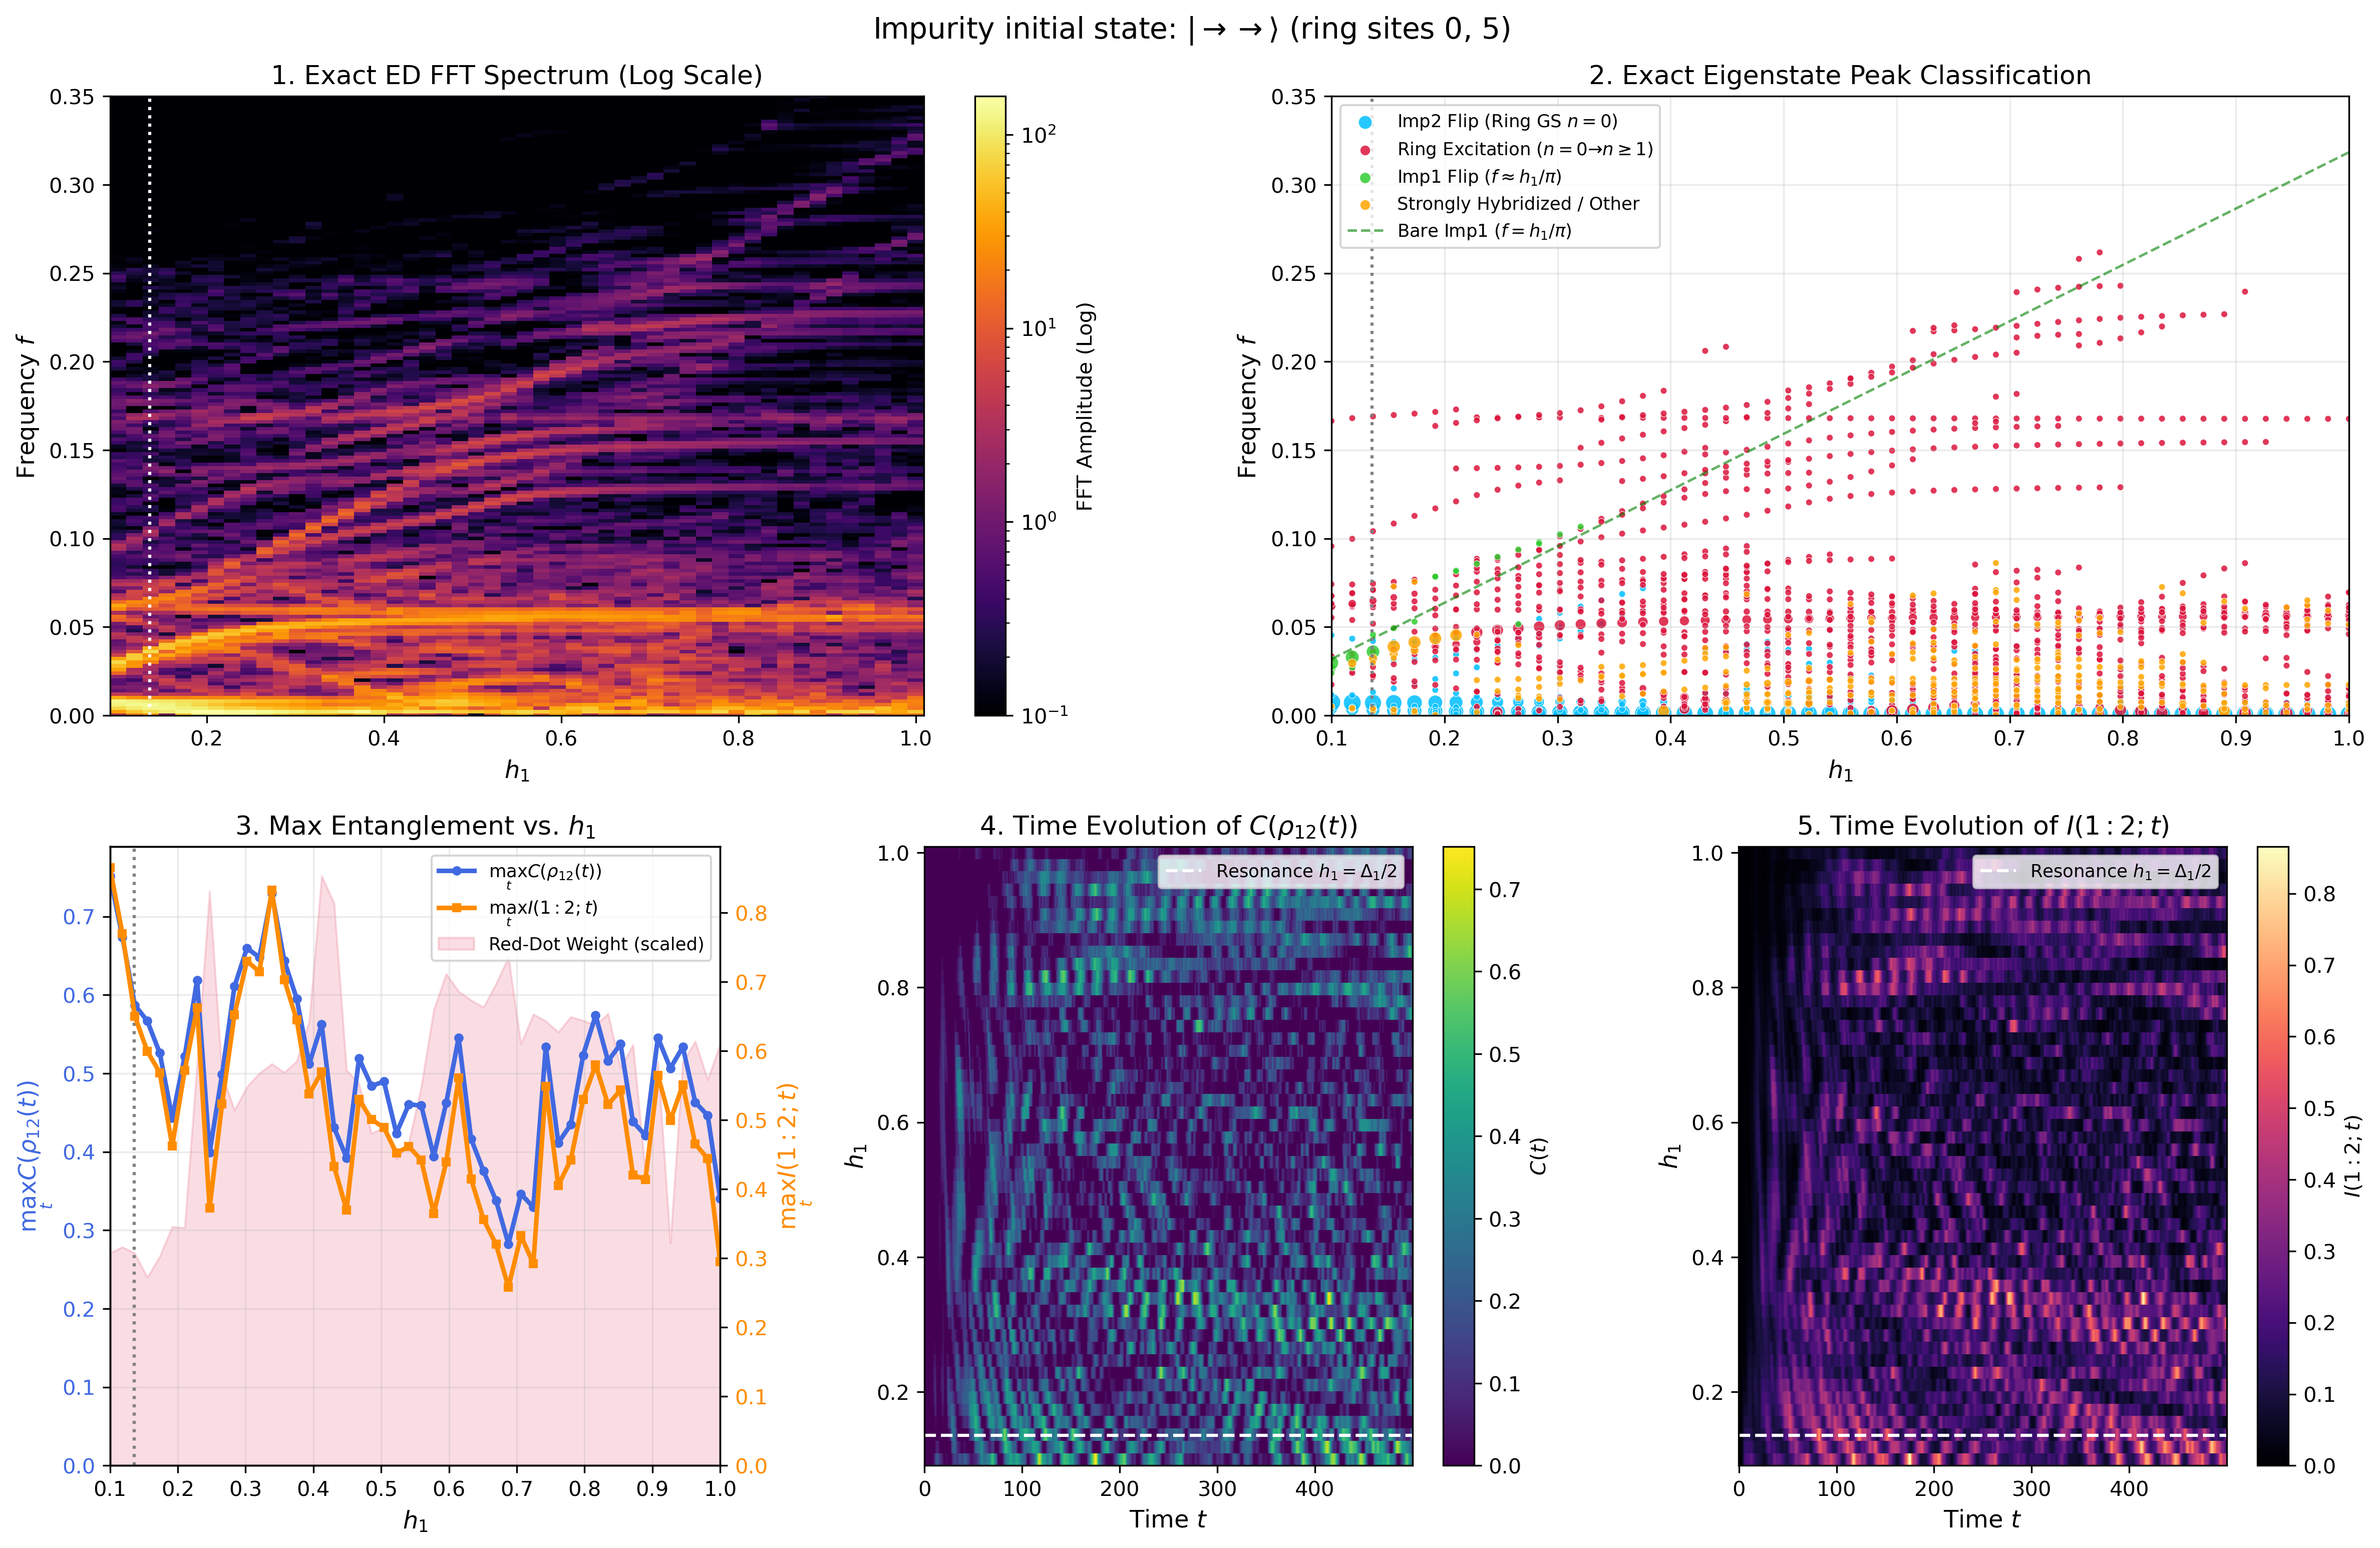 Impurity initial state: |→→⟩ (ring sites 0, 5)
1. Exact ED FFT Spectrum (Log Scale)
0.35
0.30
0.25
0.20
0.15
0.10
0.05
0.00
Frequency f
0.2 0.4 0.6 0.8 1.0
h₁
10²
10¹
10⁰
10⁻¹
FFT Amplitude (Log)
2. Exact Eigenstate Peak Classification
Imp2 Flip (Ring GS n = 0)
Ring Excitation (n = 0→n ≥ 1)
Imp1 Flip (f ≈ h₁/π)
Strongly Hybridized / Other
Bare Imp1 (f = h₁/π)
0.35
0.30
0.25
0.20
0.15
0.10
0.05
0.00
Frequency f
0.1 0.2 0.3 0.4 0.5 0.6 0.7 0.8 0.9 1.0
h₁
3. Max Entanglement vs. h₁
max C(ρ₁₂(t))
t
max I(1 : 2; t)
t
Red-Dot Weight (scaled)
0.7
0.6
0.5
0.4
0.3
0.2
0.1
0.0
max C(ρ₁₂(t))
t
0.8
0.7
0.6
0.5
0.4
0.3
0.2
0.1
0.0
max I(1 : 2; t)
t
0.1 0.2 0.3 0.4 0.5 0.6 0.7 0.8 0.9 1.0
h₁
4. Time Evolution of C(ρ₁₂(t))
Resonance h₁ = Δ₁/2
1.0
0.8
0.6
0.4
0.2
h₁
0 100 200 300 400
Time t
0.7
0.6
0.5
0.4
0.3
0.2
0.1
0.0
C(t)
5. Time Evolution of I(1 : 2; t)
Resonance h₁ = Δ₁/2
1.0
0.8
0.6
0.4
0.2
h₁
0 100 200 300 400
Time t
0.8
0.7
0.6
0.5
0.4
0.3
0.2
0.1
0.0
I(1 : 2; t)